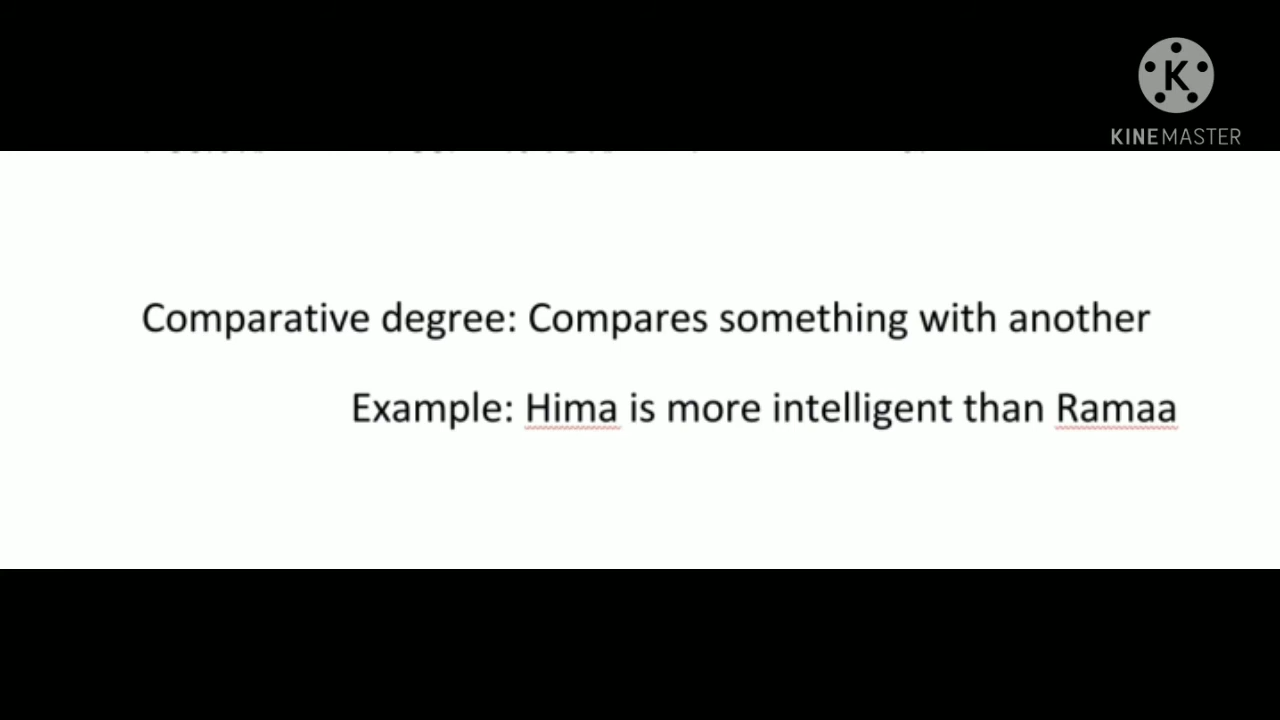 KINEMASTER
Comparative degree: Compares something with another
Example: Hima is more intelligent than Ramaa